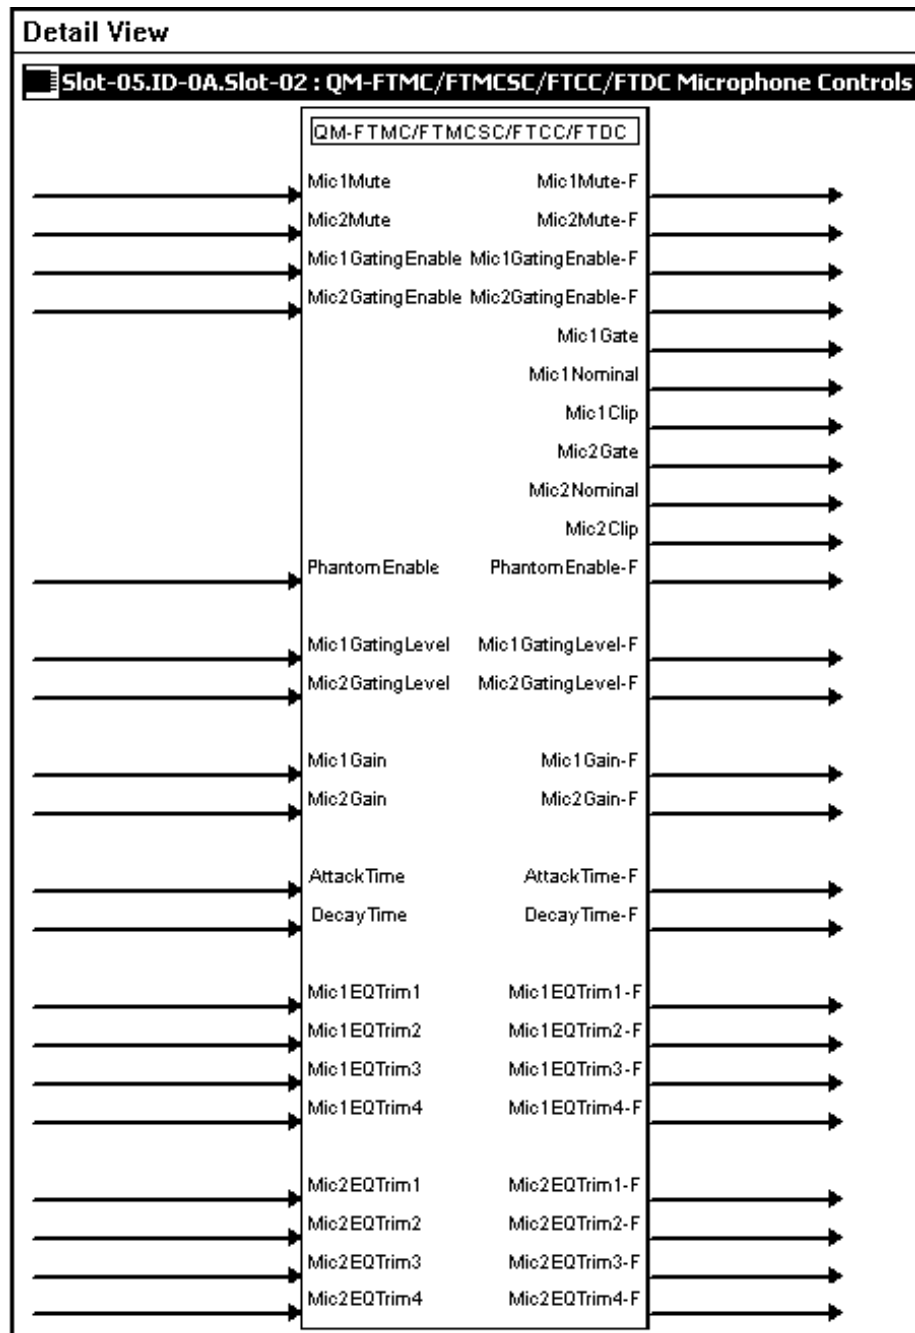 Detail View
Slot-05.ID-0A.Slot-02 : QM-FTMC/FTMCSC/FTCC/FTDC Microphone Controls
QM-FTMC/FTMCSC/FTCC/FTDC
Mic1Mute Mic1Mute-F
Mic2Mute Mic2Mute-F
Mic1GatingEnable Mic1GatingEnable-F
Mic2GatingEnable Mic2GatingEnable-F
Mic1Gate
Mic1Nominal
Mic1Clip
Mic2Gate
Mic2Nominal
Mic2Clip
PhantomEnable PhantomEnable-F
Mic1GatingLevel Mic1GatingLevel-F
Mic2GatingLevel Mic2GatingLevel-F
Mic1Gain Mic1Gain-F
Mic2Gain Mic2Gain-F
AttackTime AttackTime-F
DecayTime DecayTime-F
Mic1EQTrim1 Mic1EQTrim1-F
Mic1EQTrim2 Mic1EQTrim2-F
Mic1EQTrim3 Mic1EQTrim3-F
Mic1EQTrim4 Mic1EQTrim4-F
Mic2EQTrim1 Mic2EQTrim1-F
Mic2EQTrim2 Mic2EQTrim2-F
Mic2EQTrim3 Mic2EQTrim3-F
Mic2EQTrim4 Mic2EQTrim4-F